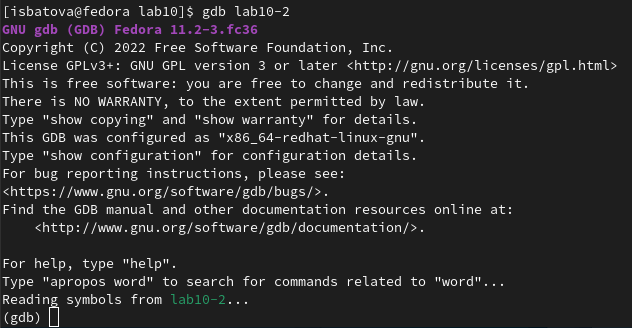 [isbatova@fedora lab10]$ gdb lab10-2
GNU gdb (GDB) Fedora 11.2-3.fc36
Copyright (C) 2022 Free Software Foundation, Inc.
License GPLv3+: GNU GPL version 3 or later <http://gnu.org/licenses/gpl.html>
This is free software: you are free to change and redistribute it.
There is NO WARRANTY, to the extent permitted by law.
Type "show copying" and "show warranty" for details.
This GDB was configured as "x86_64-redhat-linux-gnu".
Type "show configuration" for configuration details.
For bug reporting instructions, please see:
<https://www.gnu.org/software/gdb/bugs/>.
Find the GDB manual and other documentation resources online at:
    <http://www.gnu.org/software/gdb/documentation/>.

For help, type "help".
Type "apropos word" to search for commands related to "word"...
Reading symbols from lab10-2...
(gdb)